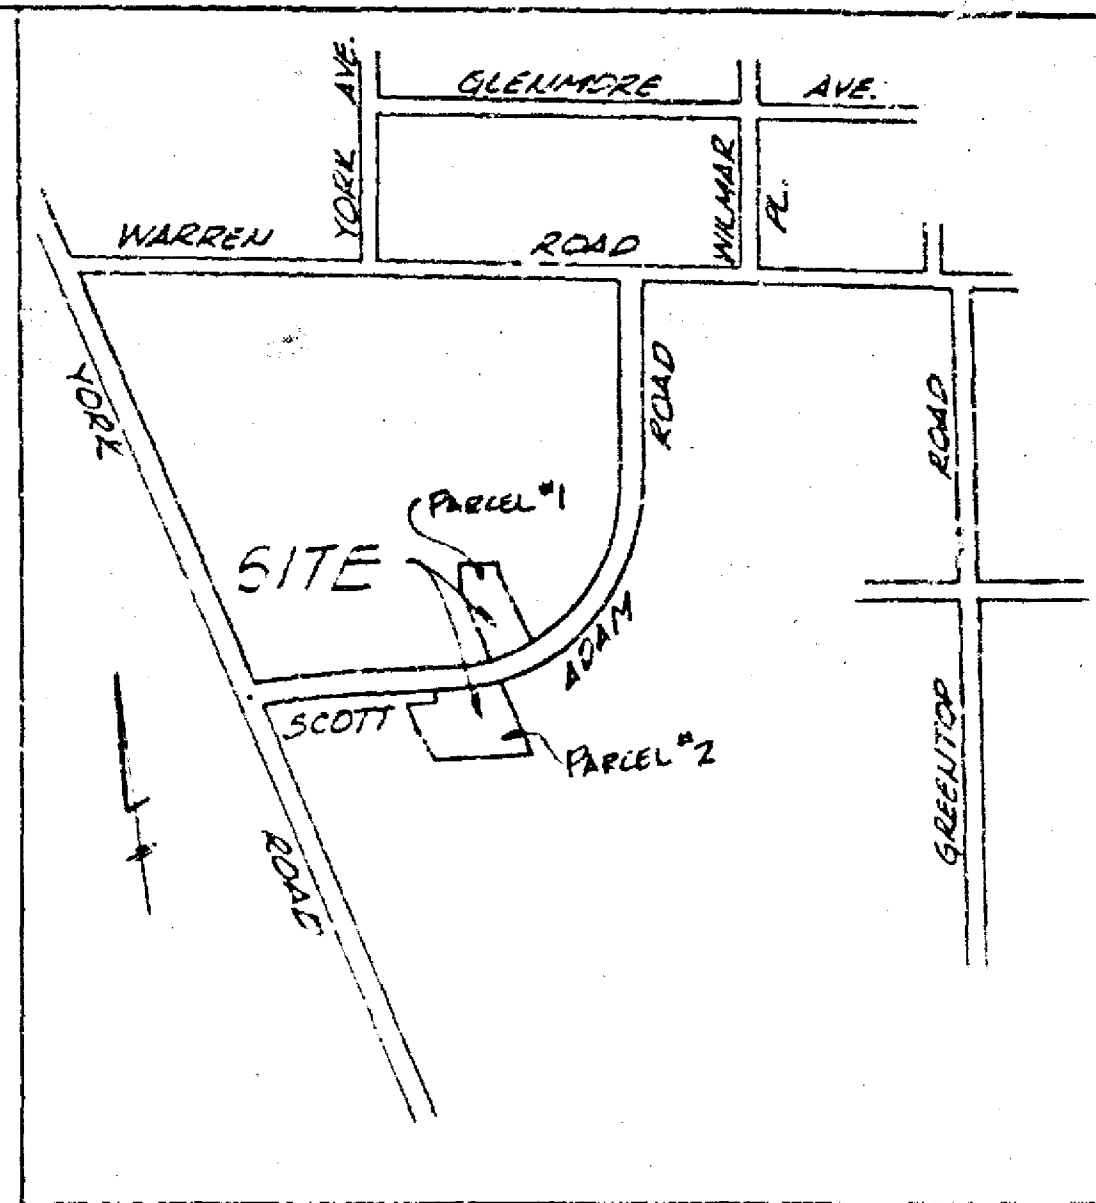 GLENMORE AVE.
YORK AVE.
WILMAR PL.
WARREN ROAD
YORK ROAD
ROAD
ROAD
PARCEL #1
SITE
SCOTT ADAM
PARCEL #2
GREENTOP